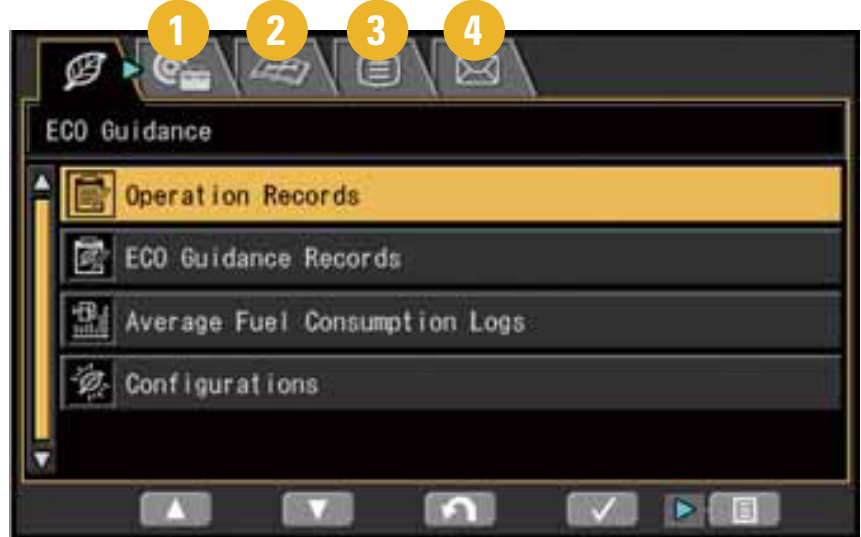 1 2 3 4
ECO Guidance
Operation Records
ECO Guidance Records
Average Fuel Consumption Logs
Configurations